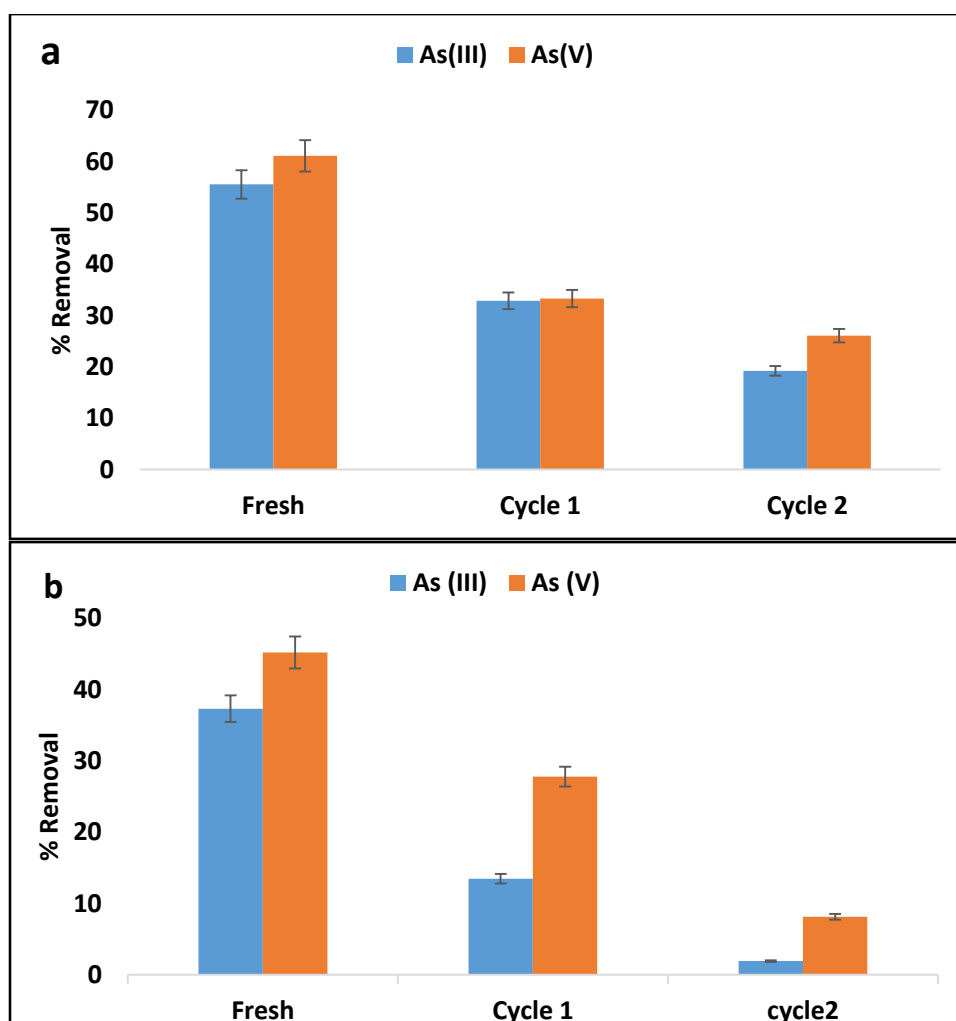 a
As(III) As(V)
70
60
50
40
30
20
10
0
% Removal
Fresh Cycle 1 Cycle 2
b
As (III) As (V)
50
40
30
20
10
0
% Removal
Fresh Cycle 1 cycle2